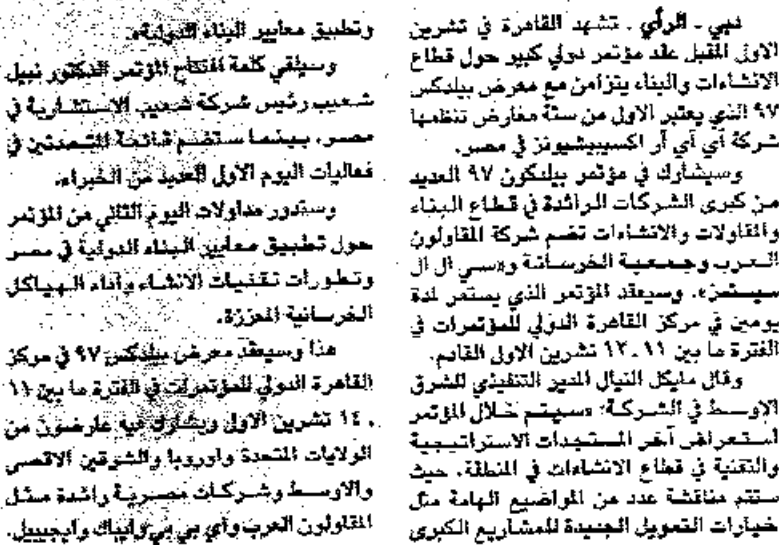 دبي ـ الرأي ـ تشهد القاهرة في تشرين
الاول المقبل عقد مؤتمر دولي كبير حول قطاع
الانشاءات والبناء يتزامن مع معرض بيلدكس
٩٧ الذي يعتبر الاول من ستة معارض تنظمها
شركة آي آي آر اكسيبيشيونز في مصر.
وسيشارك في مؤتمر بيلدكون ٩٧ العديد
من كبرى الشركات الرائدة في قطاع البناء
والمقاولات والانشاءات تضم شركة المقاولون
العرب وجمعية الخرسانة و«سي ال ال
سيستمز». وسيعقد المؤتمر الذي يستمر لمدة
يومين في مركز القاهرة الدولي للمؤتمرات في
الفترة ما بين ١١ ـ ١٢ تشرين الاول القادم.
وقال مايكل النيال المدير التنفيذي للشرق
الاوسط في الشركة: «سيتم خلال المؤتمر
استعراض آخر المستجدات الاستراتيجية
والتقنية في قطاع الانشاءات في المنطقة. حيث
ستتم مناقشة عدد من المواضيع الهامة مثل
خيارات التمويل الجديدة للمشاريع الكبرى
وتطبيق معايير البناء الدولية».
وسيلقي كلمة افتتاح المؤتمر الدكتور نبيل
شعيب رئيس شركة شعيب الاستشارية في
مصر. بينما ستضم قائمة المتحدثين في
فعاليات اليوم الأول العديد من الخبراء.
وستدور مداولات اليوم الثاني من المؤتمر
حول تطبيق معايير البناء الدولية في مصر
وتطورات تقنيات الانشاء وأداء الهياكل
الخرسانية المعززة.
هذا وسيعقد معرض بيلدكس ٩٧ في مركز
القاهرة الدولي للمؤتمرات في الفترة ما بين ١١
ـ ١٤ تشرين الاول ويشارك فيه عارضون من
الولايات المتحدة واوروبا والشرقين الاقصى
والاوسط وشركات مصرية رائدة مثل
المقاولون العرب وآي بي مي وايباك وايجيبيل.